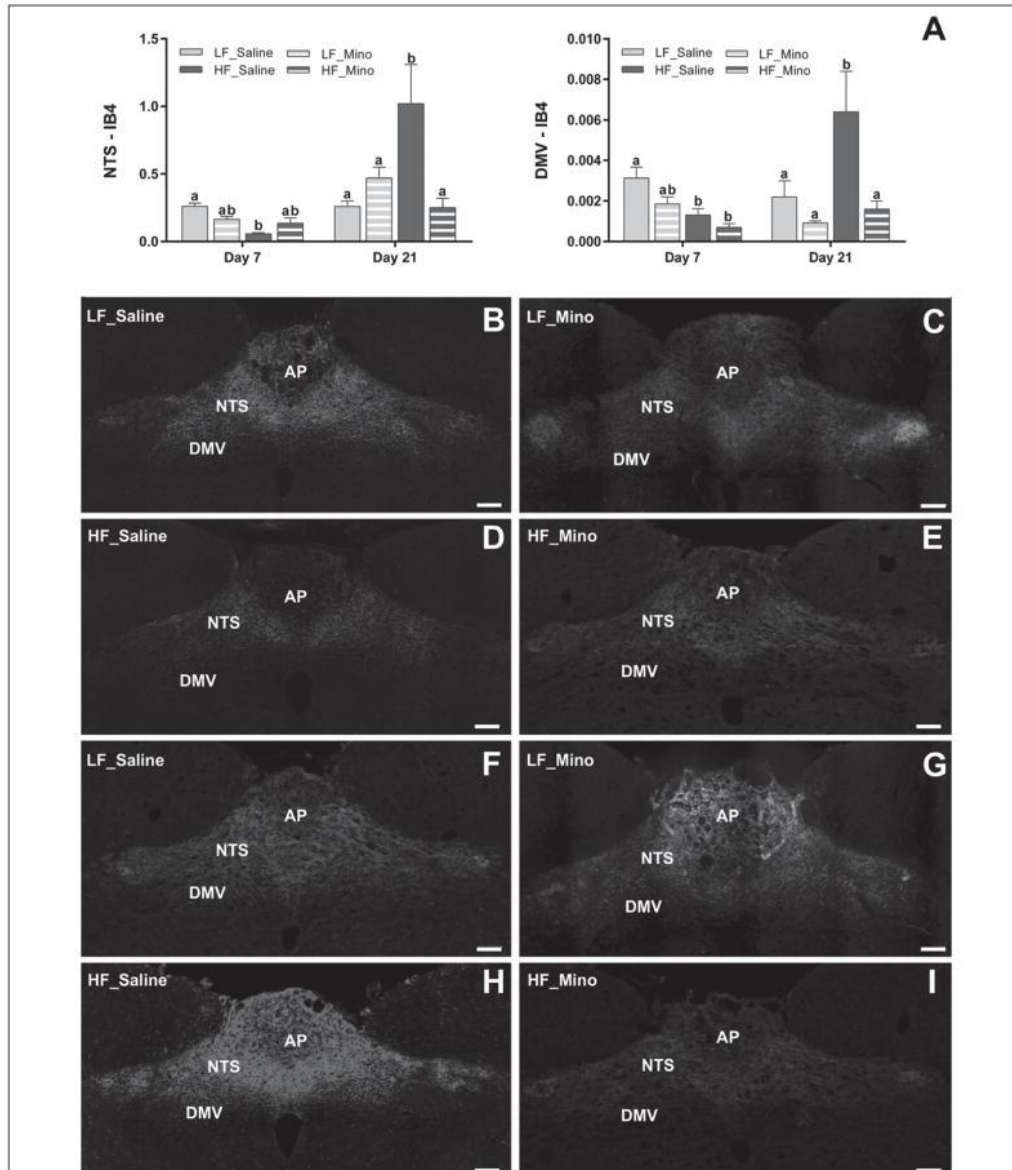 A
NTS - IB4
1.5
1.0
0.5
0.0
LF_Saline LF_Mino
HF_Saline HF_Mino
a ab b ab
a a b a
Day 7 Day 21
DMV - IB4
0.010
0.008
0.006
0.004
0.002
0.000
LF_Saline LF_Mino
HF_Saline HF_Mino
a ab b b
a a b a
Day 7 Day 21
LF_Saline B
AP
NTS
DMV
LF_Mino C
AP
NTS
DMV
HF_Saline D
AP
NTS
DMV
HF_Mino E
AP
NTS
DMV
LF_Saline F
AP
NTS
DMV
LF_Mino G
AP
NTS
DMV
HF_Saline H
AP
NTS
DMV
HF_Mino I
AP
NTS
DMV